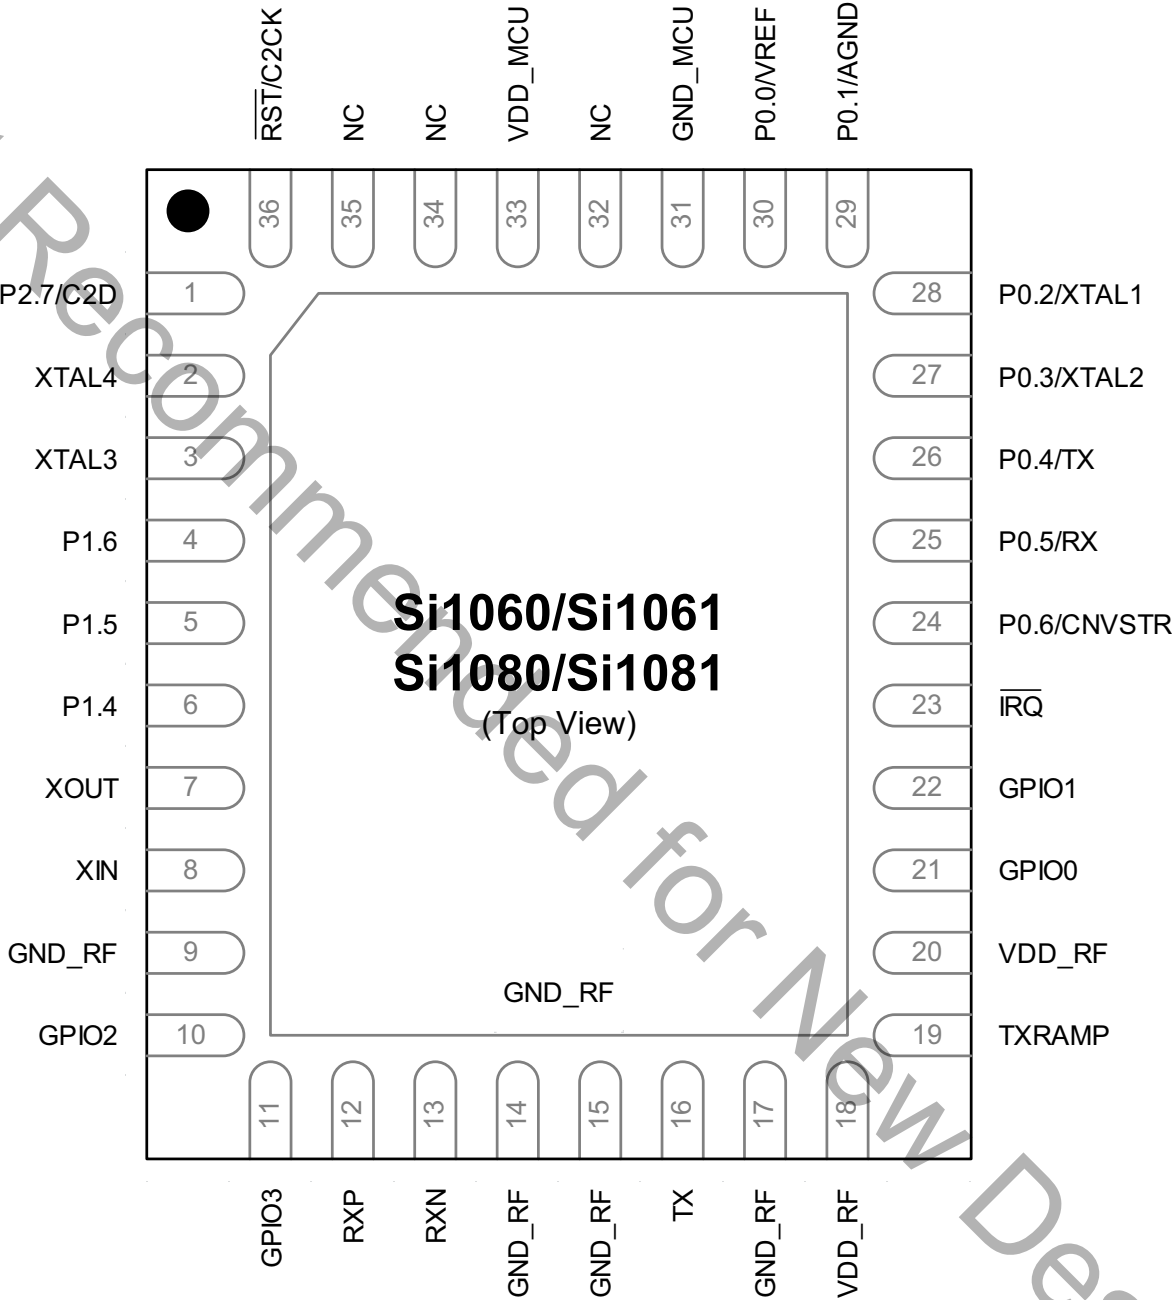 R̅S̅T̅/C2CK
NC
NC
VDD_MCU
NC
GND_MCU
P0.0/VREF
P0.1/AGND
36
35
34
33
32
31
30
29
P2.7/C2D 1
28 P0.2/XTAL1
XTAL4 2
27 P0.3/XTAL2
XTAL3 3
26 P0.4/TX
P1.6 4
25 P0.5/RX
P1.5 5
24 P0.6/CNVSTR
P1.4 6
23 I̅R̅Q̅
XOUT 7
22 GPIO1
XIN 8
21 GPIO0
GND_RF 9
20 VDD_RF
GPIO2 10
19 TXRAMP
Si1060/Si1061
Si1080/Si1081
(Top View)
GND_RF
11
12
13
14
15
16
17
18
GPIO3
RXP
RXN
GND_RF
GND_RF
TX
GND_RF
VDD_RF
Recommended for New Des